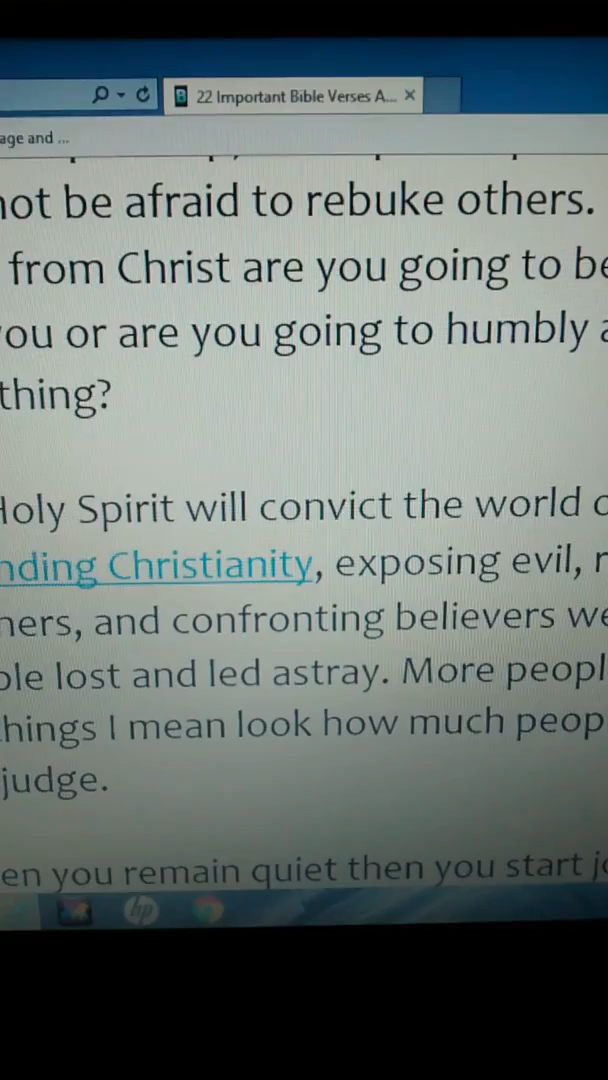 22 Important Bible Verses A...
age and ...
not be afraid to rebuke others.
from Christ are you going to be
you or are you going to humbly a
thing?
Holy Spirit will convict the world o
nding Christianity, exposing evil, r
ners, and confronting believers we
ple lost and led astray. More peopl
things I mean look how much peop
judge.
en you remain quiet then you start jo
hp